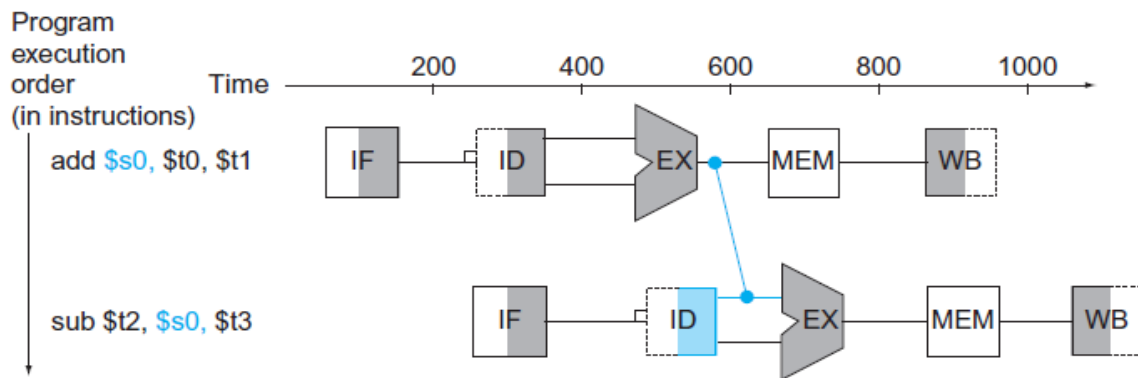 Program
execution
order
(in instructions)
Time
200 400 600 800 1000
add $s0, $t0, $t1
IF ID EX MEM WB
sub $t2, $s0, $t3
IF ID EX MEM WB